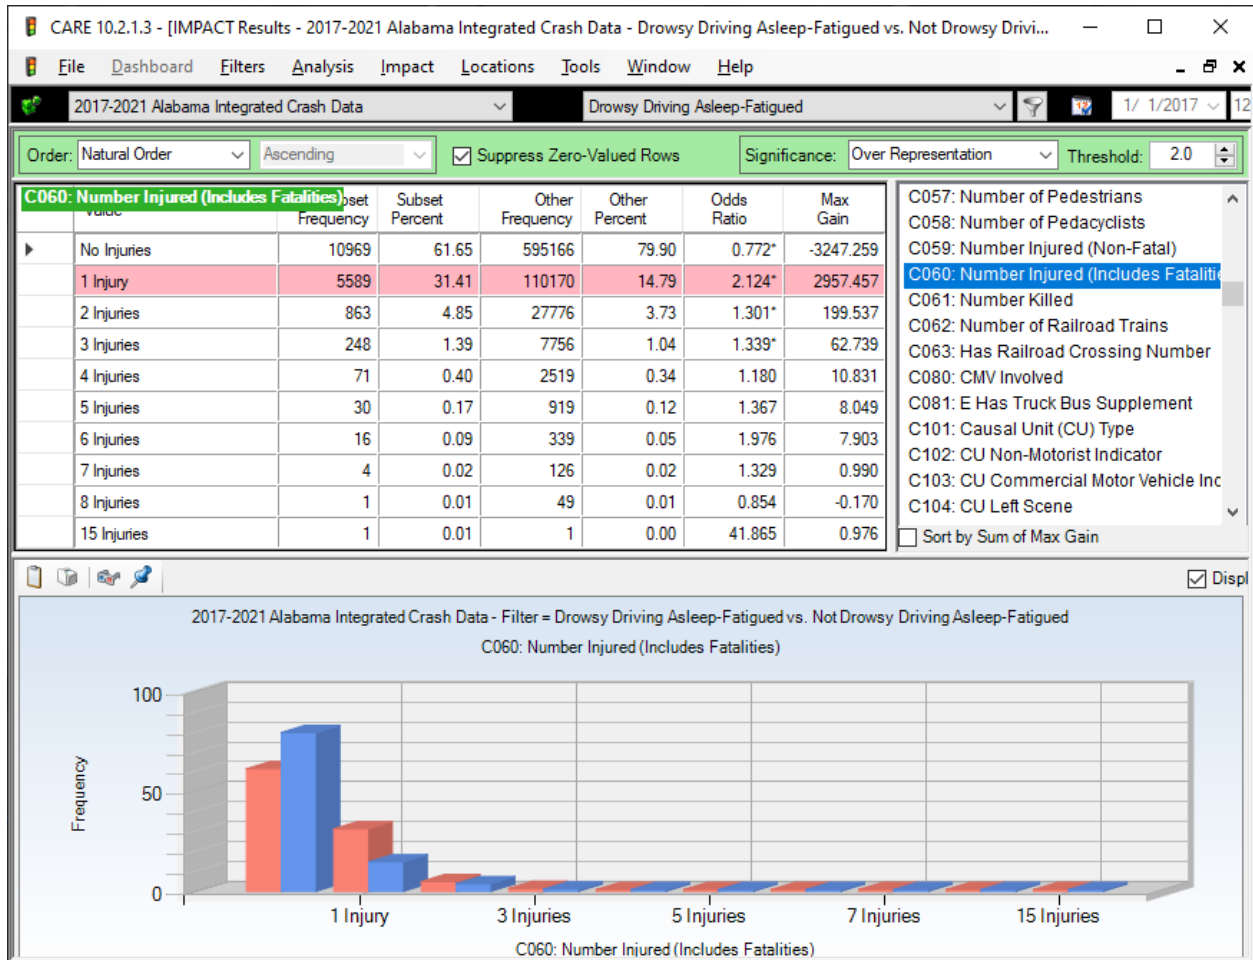 CARE 10.2.1.3 - [IMPACT Results - 2017-2021 Alabama Integrated Crash Data - Drowsy Driving Asleep-Fatigued vs. Not Drowsy Drivi...
File Dashboard Filters Analysis Impact Locations Tools Window Help
2017-2021 Alabama Integrated Crash Data Drowsy Driving Asleep-Fatigued 1/ 1/2017 12
Order: Natural Order Ascending Suppress Zero-Valued Rows Significance: Over Representation Threshold: 2.0
C060: Number Injured (Includes Fatalities)
Value Subset Frequency Subset Percent Other Frequency Other Percent Odds Ratio Max Gain
No Injuries 10969 61.65 595166 79.90 0.772* -3247.259
1 Injury 5589 31.41 110170 14.79 2.124* 2957.457
2 Injuries 863 4.85 27776 3.73 1.301* 199.537
3 Injuries 248 1.39 7756 1.04 1.339* 62.739
4 Injuries 71 0.40 2519 0.34 1.180 10.831
5 Injuries 30 0.17 919 0.12 1.367 8.049
6 Injuries 16 0.09 339 0.05 1.976 7.903
7 Injuries 4 0.02 126 0.02 1.329 0.990
8 Injuries 1 0.01 49 0.01 0.854 -0.170
15 Injuries 1 0.01 1 0.00 41.865 0.976
C057: Number of Pedestrians
C058: Number of Pedacyclists
C059: Number Injured (Non-Fatal)
C060: Number Injured (Includes Fatalitie
C061: Number Killed
C062: Number of Railroad Trains
C063: Has Railroad Crossing Number
C080: CMV Involved
C081: E Has Truck Bus Supplement
C101: Causal Unit (CU) Type
C102: CU Non-Motorist Indicator
C103: CU Commercial Motor Vehicle Inc
C104: CU Left Scene
Sort by Sum of Max Gain
Displ
2017-2021 Alabama Integrated Crash Data - Filter = Drowsy Driving Asleep-Fatigued vs. Not Drowsy Driving Asleep-Fatigued
C060: Number Injured (Includes Fatalities)
100
50
0
Frequency
1 Injury 3 Injuries 5 Injuries 7 Injuries 15 Injuries
C060: Number Injured (Includes Fatalities)